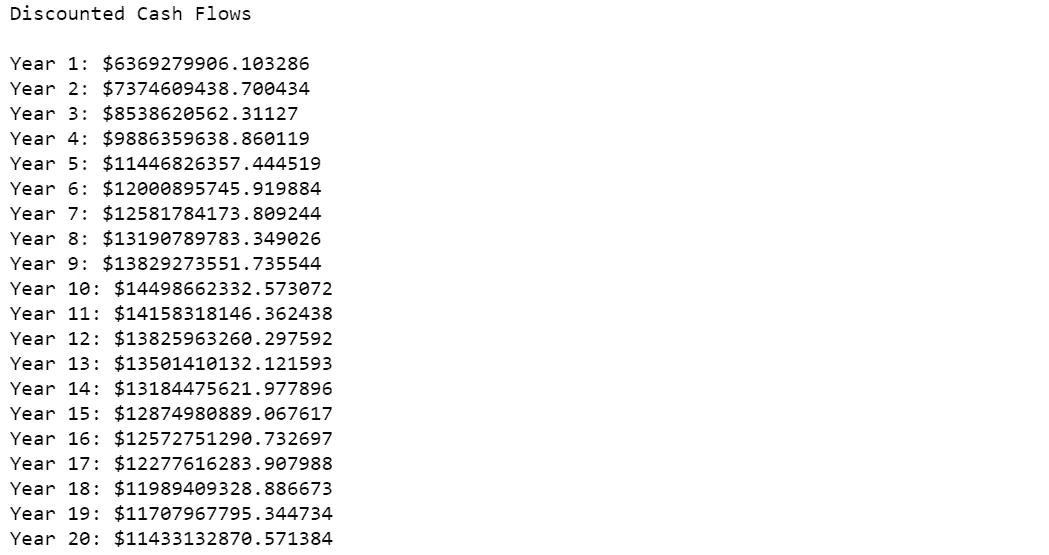 Discounted Cash Flows
Year 1: $6369279906.103286
Year 2: $7374609438.700434
Year 3: $8538620562.31127
Year 4: $9886359638.860119
Year 5: $11446826357.444519
Year 6: $12000895745.919884
Year 7: $12581784173.809244
Year 8: $13190789783.349026
Year 9: $13829273551.735544
Year 10: $14498662332.573072
Year 11: $14158318146.362438
Year 12: $13825963260.297592
Year 13: $13501410132.121593
Year 14: $13184475621.977896
Year 15: $12874980889.067617
Year 16: $12572751290.732697
Year 17: $12277616283.907988
Year 18: $11989409328.886673
Year 19: $11707967795.344734
Year 20: $11433132870.571384